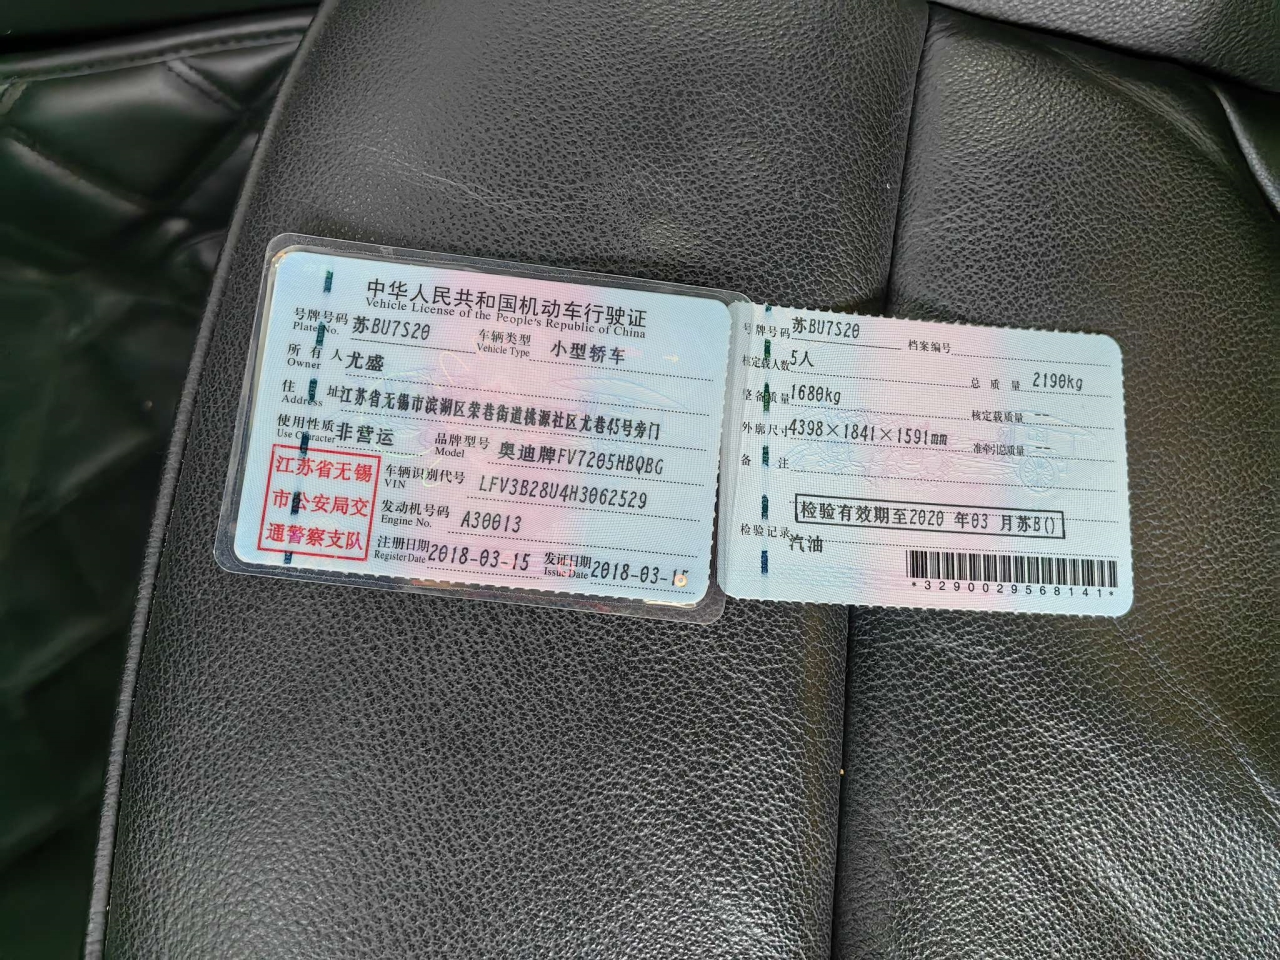 中华人民共和国机动车行驶证
Vehicle License of the People's Republic of China
号牌号码 苏BU7S20 车辆类型 小型轿车
Plate No. Vehicle Type
所有人 尤盛
Owner
住址 江苏省无锡市滨湖区荣巷街道桃源社区尤巷45号旁门
Address
使用性质 非营运 品牌型号 奥迪牌FV7205HBQBG
Use Character Model
江苏省无锡
市公安局交
通警察支队
车辆识别代号 LFV3B28U4H3062529
VIN
发动机号码 A30013
Engine No.
注册日期 2018-03-15 发证日期 2018-03-15
Register Date Issue Date
号牌号码 苏BU7S20 档案编号
核定载人数 5人 总质量 2190kg
整备质量 1680kg 核定载质量 --
外廓尺寸 4398×1841×1591mm 准牵引总质量 --
备注
检验有效期至2020 年03 月苏B()
检验记录 汽油
*3290029568141*